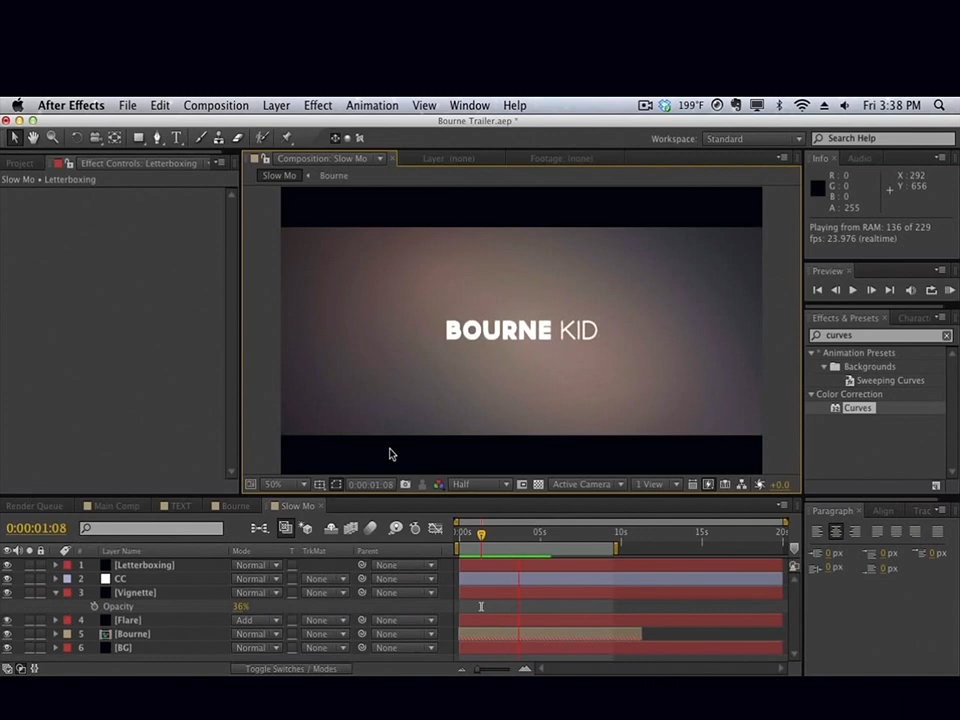 After Effects File Edit Composition Layer Effect Animation View Window Help 199°F Fri 3:38 PM
Bourne Trailer.aep *
Workspace: Standard Search Help
Project Effect Controls: Letterboxing Composition: Slow Mo Layer: (none) Footage: (none) Info Audio
Slow Mo • Letterboxing Slow Mo Bourne
R : 0 X : 292
G : 0 Y : 656
B : 0
A : 255
Playing from RAM: 136 of 229
fps: 23.976 (realtime)
Preview
Effects & Presets Charact
curves
* Animation Presets
Backgrounds
Sweeping Curves
Color Correction
Curves
BOURNE KID
50% 0:00:01:08 Half Active Camera 1 View +0.0
Render Queue Main Comp TEXT Bourne Slow Mo
Paragraph Align Trac
0:00:01:08
:00s 05s 10s 15s 20s
# Layer Name Mode T TrkMat Parent
0 px 0 px 0 px
0 px 0 px
1 [Letterboxing] Normal None
2 CC Normal None None
3 [Vignette] Normal None None
Opacity 36%
4 [Flare] Add None None
5 [Bourne] Normal None None
6 [BG] Normal None None
Toggle Switches / Modes